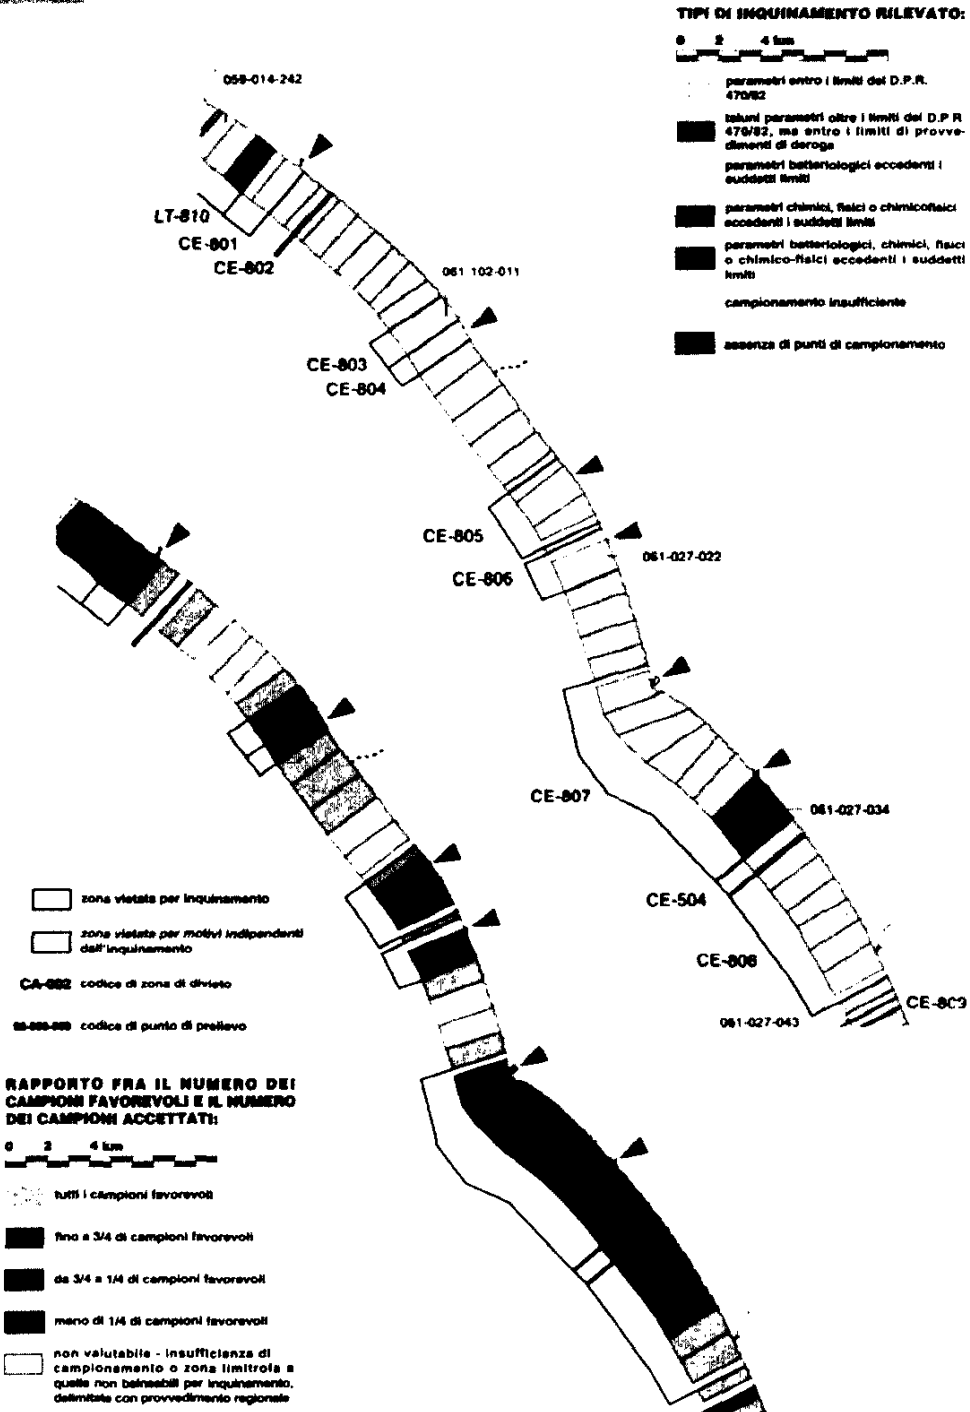 TIPI DI INQUINAMENTO RILEVATO:
0 2 4 km
parametri entro i limiti del D.P.R.
470/82
taluni parametri oltre i limiti del D.P.R
470/82, ma entro i limiti di provve-
dimenti di deroga
parametri batteriologici eccedenti i
suddetti limiti
parametri chimici, fisici o chimicofisici
eccedenti i suddetti limiti
parametri batteriologici, chimici, fisici
o chimico-fisici eccedenti i suddetti
limiti
campionamento insufficiente
assenza di punti di campionamento
059-014-242
LT-810
CE-801
CE-802
061 102-011
CE-803
CE-804
CE-805
CE-806
061-027-022
CE-807
061-027-034
CE-504
CE-808
CE-809
061-027-043
zona vietata per inquinamento
zona vietata per motivi indipendenti
dall'inquinamento
CA-002 codice di zona di divieto
codice di punto di prelievo
RAPPORTO FRA IL NUMERO DEI
CAMPIONI FAVOREVOLI E IL NUMERO
DEI CAMPIONI ACCETTATI:
0 2 4 km
tutti i campioni favorevoli
fino a 3/4 di campioni favorevoli
da 3/4 a 1/4 di campioni favorevoli
meno di 1/4 di campioni favorevoli
non valutabile - insufficienza di
campionamento o zona limitrofa a
quelle non balneabili per inquinamento,
delimitate con provvedimento regionale